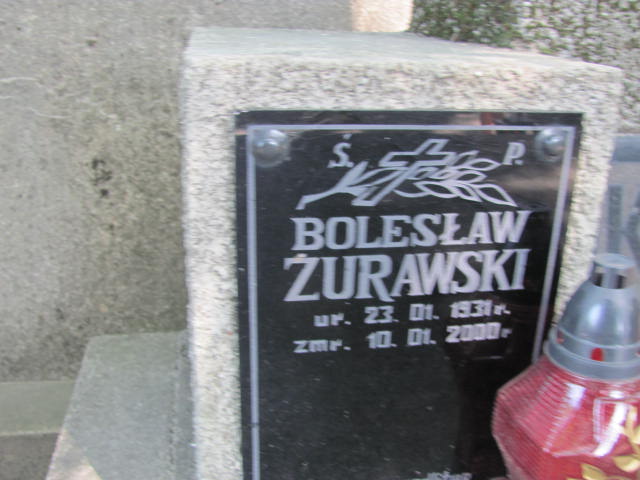 Ś. P.
BOLESŁAW
ŻURAWSKI
ur. 23. 01. 1931r.
zmr. 10. 01. 2000r